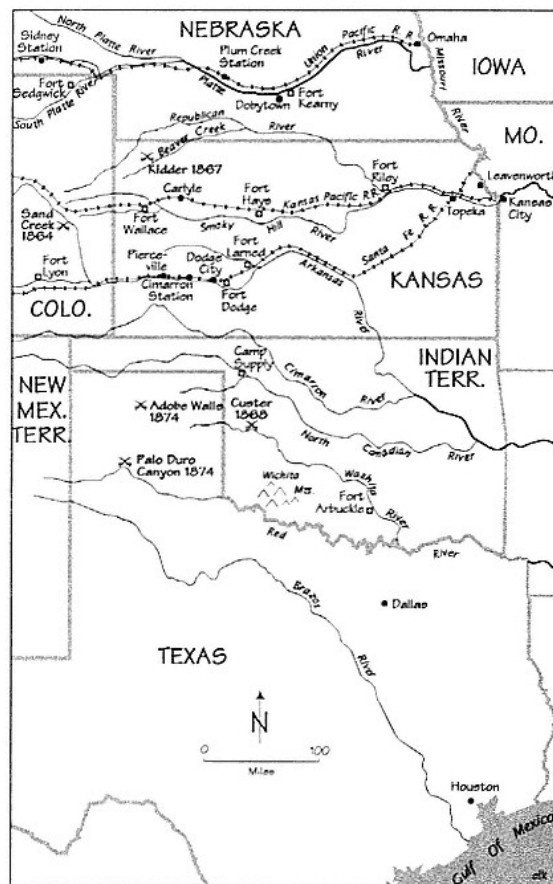 NEBRASKA
North Platte River
Sidney
Station
Plum Creek
Station
Union Pacific R. R.
Omaha
Platte River
Missouri River
IOWA
Fort
Sedgwick
South Platte River
Dobytown
Fort
Kearny
MO.
Republican River
Beaver Creek
Kidder 1867
Fort
Riley
Leavenworth
Carlyle
Fort
Hays
Kansas Pacific R.R.
Topeka
Kansas
City
Sand
Creek
1864
Fort
Wallace
Smoky Hill River
Fort
Larned
Santa Fe R. R.
Fort
Lyon
Pierce-
ville
Dodge
City
Arkansas River
KANSAS
COLO.
Cimarron
Station
Fort
Dodge
Camp
Supply
Cimarron River
INDIAN
TERR.
NEW
MEX.
TERR.
Adobe Walls
1874
Custer
1868
North Canadian River
Palo Duro
Canyon 1874
Wichita
Mts.
Washita River
Fort
Arbuckle
Red River
Brazos River
Dallas
TEXAS
N
0 100
Miles
Houston
Gulf Of Mexico